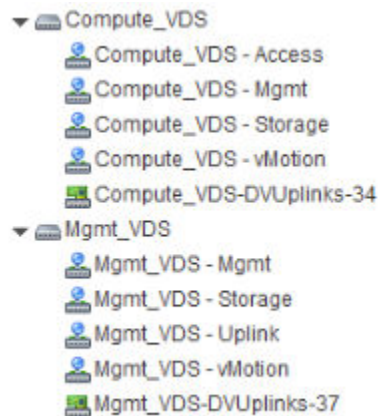 Compute_VDS
Compute_VDS - Access
Compute_VDS - Mgmt
Compute_VDS - Storage
Compute_VDS - vMotion
Compute_VDS-DVUplinks-34
Mgmt_VDS
Mgmt_VDS - Mgmt
Mgmt_VDS - Storage
Mgmt_VDS - Uplink
Mgmt_VDS - vMotion
Mgmt_VDS-DVUplinks-37